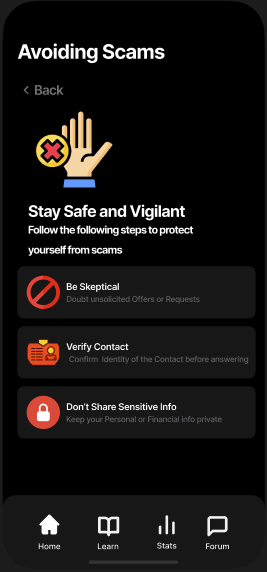 Avoiding Scams
Back
Stay Safe and Vigilant
Follow the following steps to protect
yourself from scams
Be Skeptical
Doubt unsolicited Offers or Requests
Verify Contact
Confirm Identity of the Contact before answering
Don't Share Sensitive Info
Keep your Personal or Financial info private
Home Learn Stats Forum